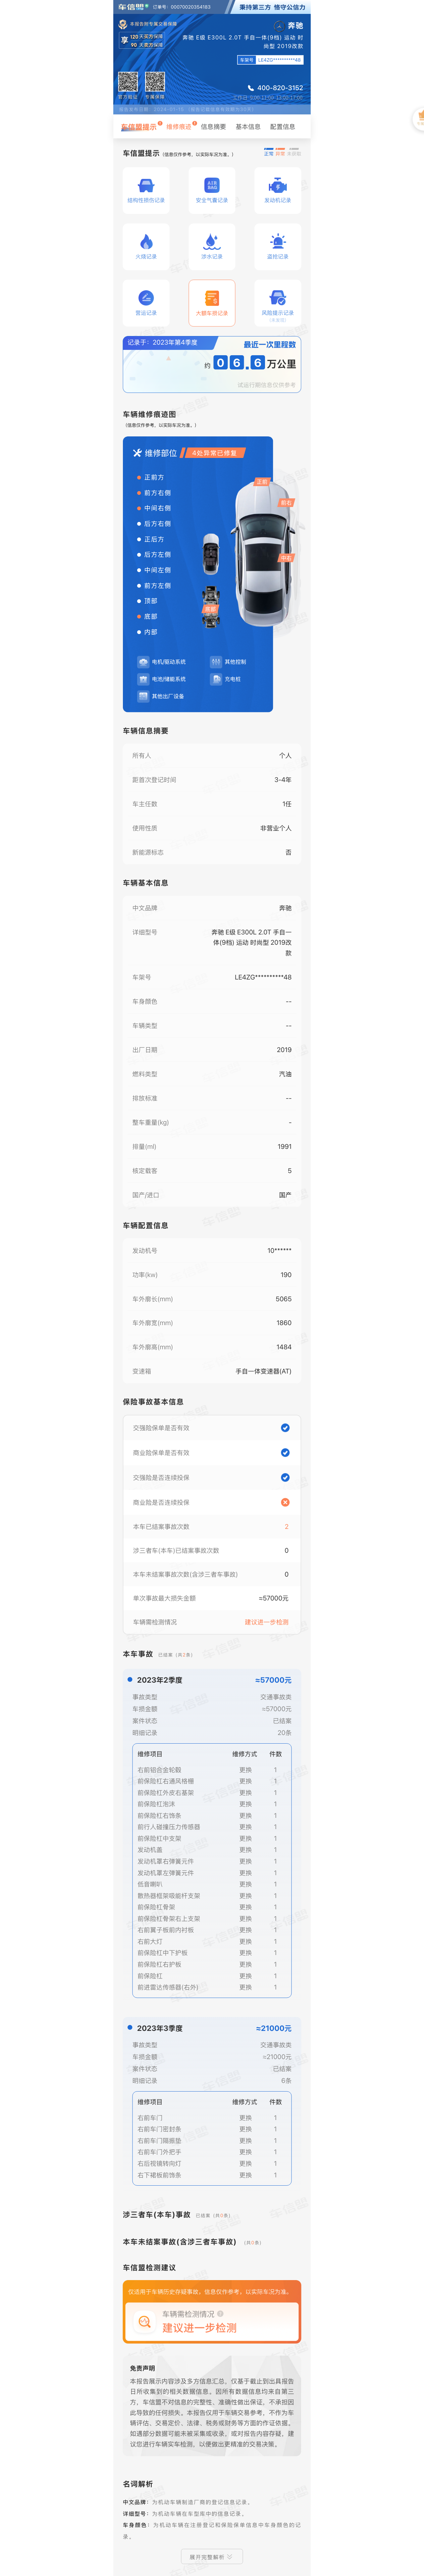 车信盟
订单号：00070020354183
秉持第三方 恪守公信力
本报告附专属交易保障
享
120 天买方保障
90 天卖方保障
奔驰
奔驰 E级 E300L 2.0T 手自一体(9档) 运动 时
尚型 2019改款
车架号 LE4ZG**********48
400-820-3152
官方验证
专属保障
车信盟提示
维修痕迹
信息摘要
基本信息
配置信息
车信盟提示 (信息仅作参考，以实际车况为准。)
正常 异常 未获取
结构性损伤记录
安全气囊记录
发动机记录
火烧记录
涉水记录
盗抢记录
营运记录
大额车损记录
风险提示记录
记录于：2023年第4季度
最近一次里程数
约 06.6 万公里
车辆维修痕迹图
(信息仅作参考，以实际车况为准。)
维修部位
4处异常已修复
正前方
前方右侧
中间右侧
后方右侧
正后方
后方左侧
中间左侧
前方左侧
顶部
底部
内部
正前
前右
中右
底部
电机/驱动系统
其他控制
电池/储能系统
充电桩
其他出厂设备
车辆信息摘要
所有人 个人
距首次登记时间 3-4年
车主任数 1任
使用性质 非营业个人
新能源标志 否
车辆基本信息
中文品牌 奔驰
详细型号 奔驰 E级 E300L 2.0T 手自一
体(9档) 运动 时尚型 2019改
款
车架号 LE4ZG**********48
车身颜色 --
车辆类型 --
出厂日期 2019
燃料类型 汽油
排放标准 --
整车重量(kg) -
排量(ml) 1991
核定载客 5
国产/进口 国产
车辆配置信息
发动机号 10******
功率(kw) 190
车外廓长(mm) 5065
车外廓宽(mm) 1860
车外廓高(mm) 1484
变速箱 手自一体变速器(AT)
保险事故基本信息
交强险保单是否有效
商业险保单是否有效
交强险是否连续投保
商业险是否连续投保
本车已结案事故次数 2
涉三者车(本车)已结案事故次数 0
本车未结案事故次数(含涉三者车事故) 0
单次事故最大损失金额 ≈57000元
车辆需检测情况 建议进一步检测
本车事故 已结案 (共2条)
2023年2季度 ≈57000元
事故类型 交通事故类
车损金额 ≈57000元
案件状态 已结案
明细记录 20条
维修项目 维修方式 件数
右前铝合金轮毂 更换 1
前保险杠右通风格栅 更换 1
前保险杠外皮右基架 更换 1
前保险杠泡沫 更换 1
前保险杠右饰条 更换 1
前行人碰撞压力传感器 更换 1
前保险杠中支架 更换 1
发动机盖 更换 1
发动机罩右弹簧元件 更换 1
发动机罩左弹簧元件 更换 1
低音喇叭 更换 1
散热器框架吸能杆支架 更换 1
前保险杠骨架 更换 1
前保险杠骨架右上支架 更换 1
右前翼子板前内衬板 更换 1
右前大灯 更换 1
前保险杠中下护板 更换 1
前保险杠右护板 更换 1
前保险杠 更换 1
前进雷达传感器(右外) 更换 1
2023年3季度 ≈21000元
事故类型 交通事故类
车损金额 ≈21000元
案件状态 已结案
明细记录 6条
维修项目 维修方式 件数
右前车门 更换 1
右前车门密封条 更换 1
右前车门隔振垫 更换 1
右前车门外把手 更换 1
右后视镜转向灯 更换 1
右下裙板前饰条 更换 1
涉三者车(本车)事故 已结案 (共0条)
本车未结案事故(含涉三者车事故) (共0条)
车信盟检测建议
仅适用于车辆历史存疑事故，信息仅作参考，以实际车况为准。
车辆需检测情况
建议进一步检测
免责声明
本报告展示内容涉及多方信息汇总，仅基于截止到出具报告
日所收集到的相关数据信息。因所有数据信息均来自第三
方，车信盟不对信息的完整性、准确性做出保证，不承担因
此导致的任何损失。本报告仅用于车辆交易参考，不作为车
辆评估、交易定价、法律、税务或财务等方面的作证依据。
如遇部分数据可能未被采集或收录，或对报告内容存疑，建
议您进行车辆实车检测，以便做出更精准的交易决策。
名词解析
中文品牌：为机动车辆制造厂商的登记信息记录。
详细型号：为机动车辆在车型库中的信息记录。
车身颜色：为机动车辆在注册登记和保险保单信息中车身颜色的记
录。
展开完整解析